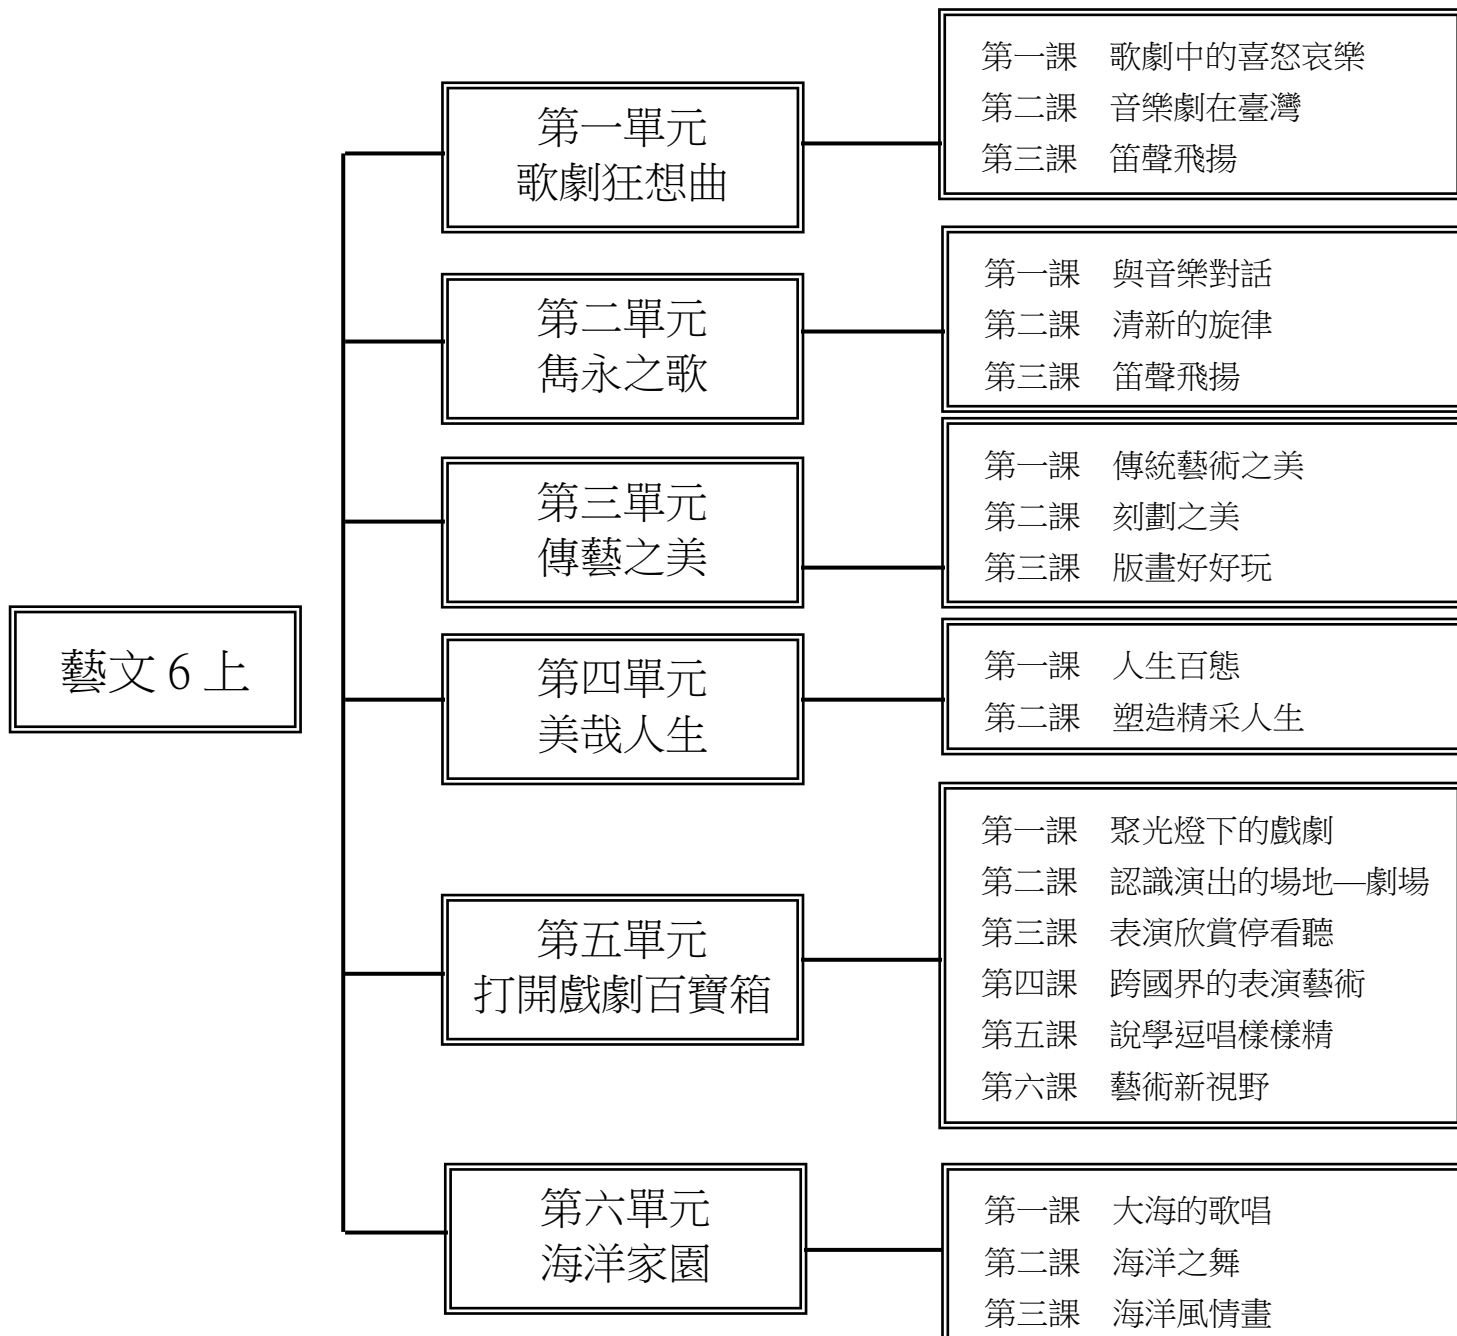 藝文6上
第一單元
歌劇狂想曲
第一課　歌劇中的喜怒哀樂
第二課　音樂劇在臺灣
第三課　笛聲飛揚
第二單元
雋永之歌
第一課　與音樂對話
第二課　清新的旋律
第三課　笛聲飛揚
第三單元
傳藝之美
第一課　傳統藝術之美
第二課　刻劃之美
第三課　版畫好好玩
第四單元
美哉人生
第一課　人生百態
第二課　塑造精采人生
第五單元
打開戲劇百寶箱
第一課　聚光燈下的戲劇
第二課　認識演出的場地—劇場
第三課　表演欣賞停看聽
第四課　跨國界的表演藝術
第五課　說學逗唱樣樣精
第六課　藝術新視野
第六單元
海洋家園
第一課　大海的歌唱
第二課　海洋之舞
第三課　海洋風情畫